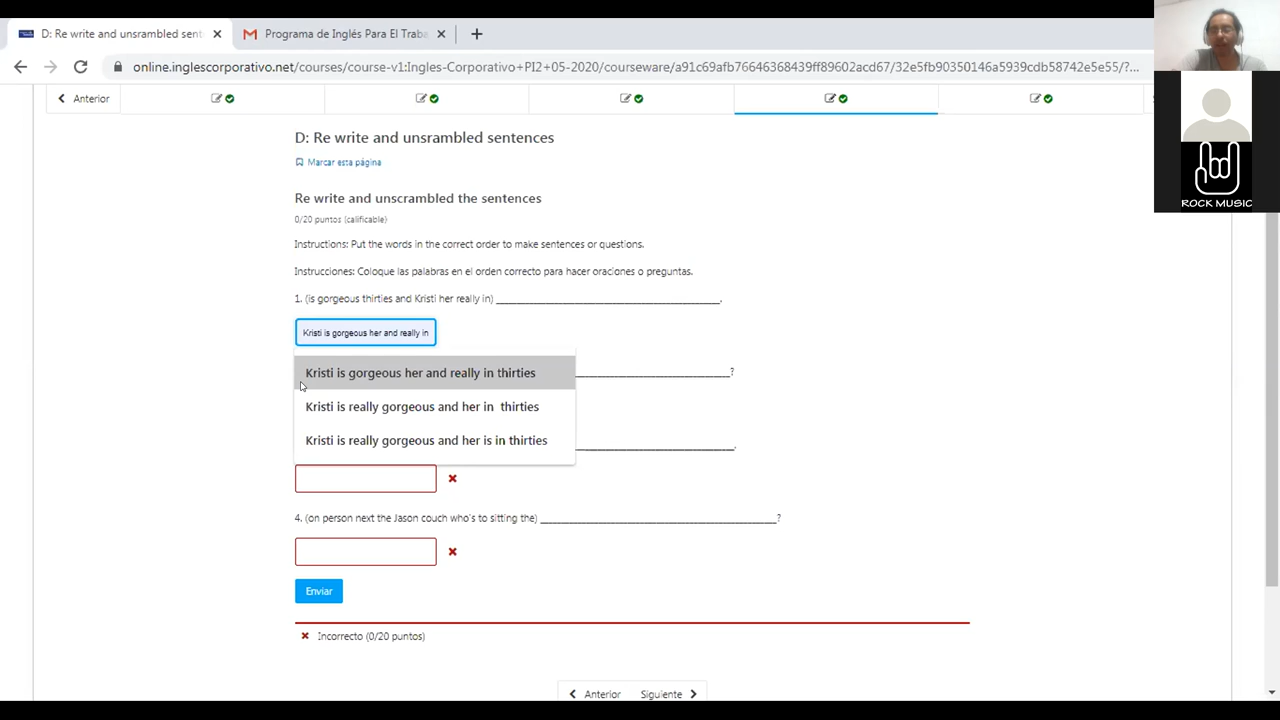 D: Re write and unsrambled sent
Programa de Inglés Para El Traba
online.inglescorporativo.net/courses/course-v1:Ingles-Corporativo+PI2+05-2020/courseware/a91c69afb76646368439ff89602acd67/32e5fb90350146a5939cdb58742e5e55/?...
Anterior
D: Re write and unsrambled sentences
Marcar esta página
Re write and unscrambled the sentences
0/20 puntos (calificable)
Instructions: Put the words in the correct order to make sentences or questions.
Instrucciones: Coloque las palabras en el orden correcto para hacer oraciones o preguntas.
1. (is gorgeous thirties and Kristi her really in) ______________________________________________.
Kristi is gorgeous her and really in
Kristi is gorgeous her and really in thirties
?
Kristi is really gorgeous and her in thirties
Kristi is really gorgeous and her is in thirties
.
4. (on person next the Jason couch who's to sitting the) ________________________________________________?
Enviar
Incorrecto (0/20 puntos)
Anterior Siguiente
ROCK MUSIC